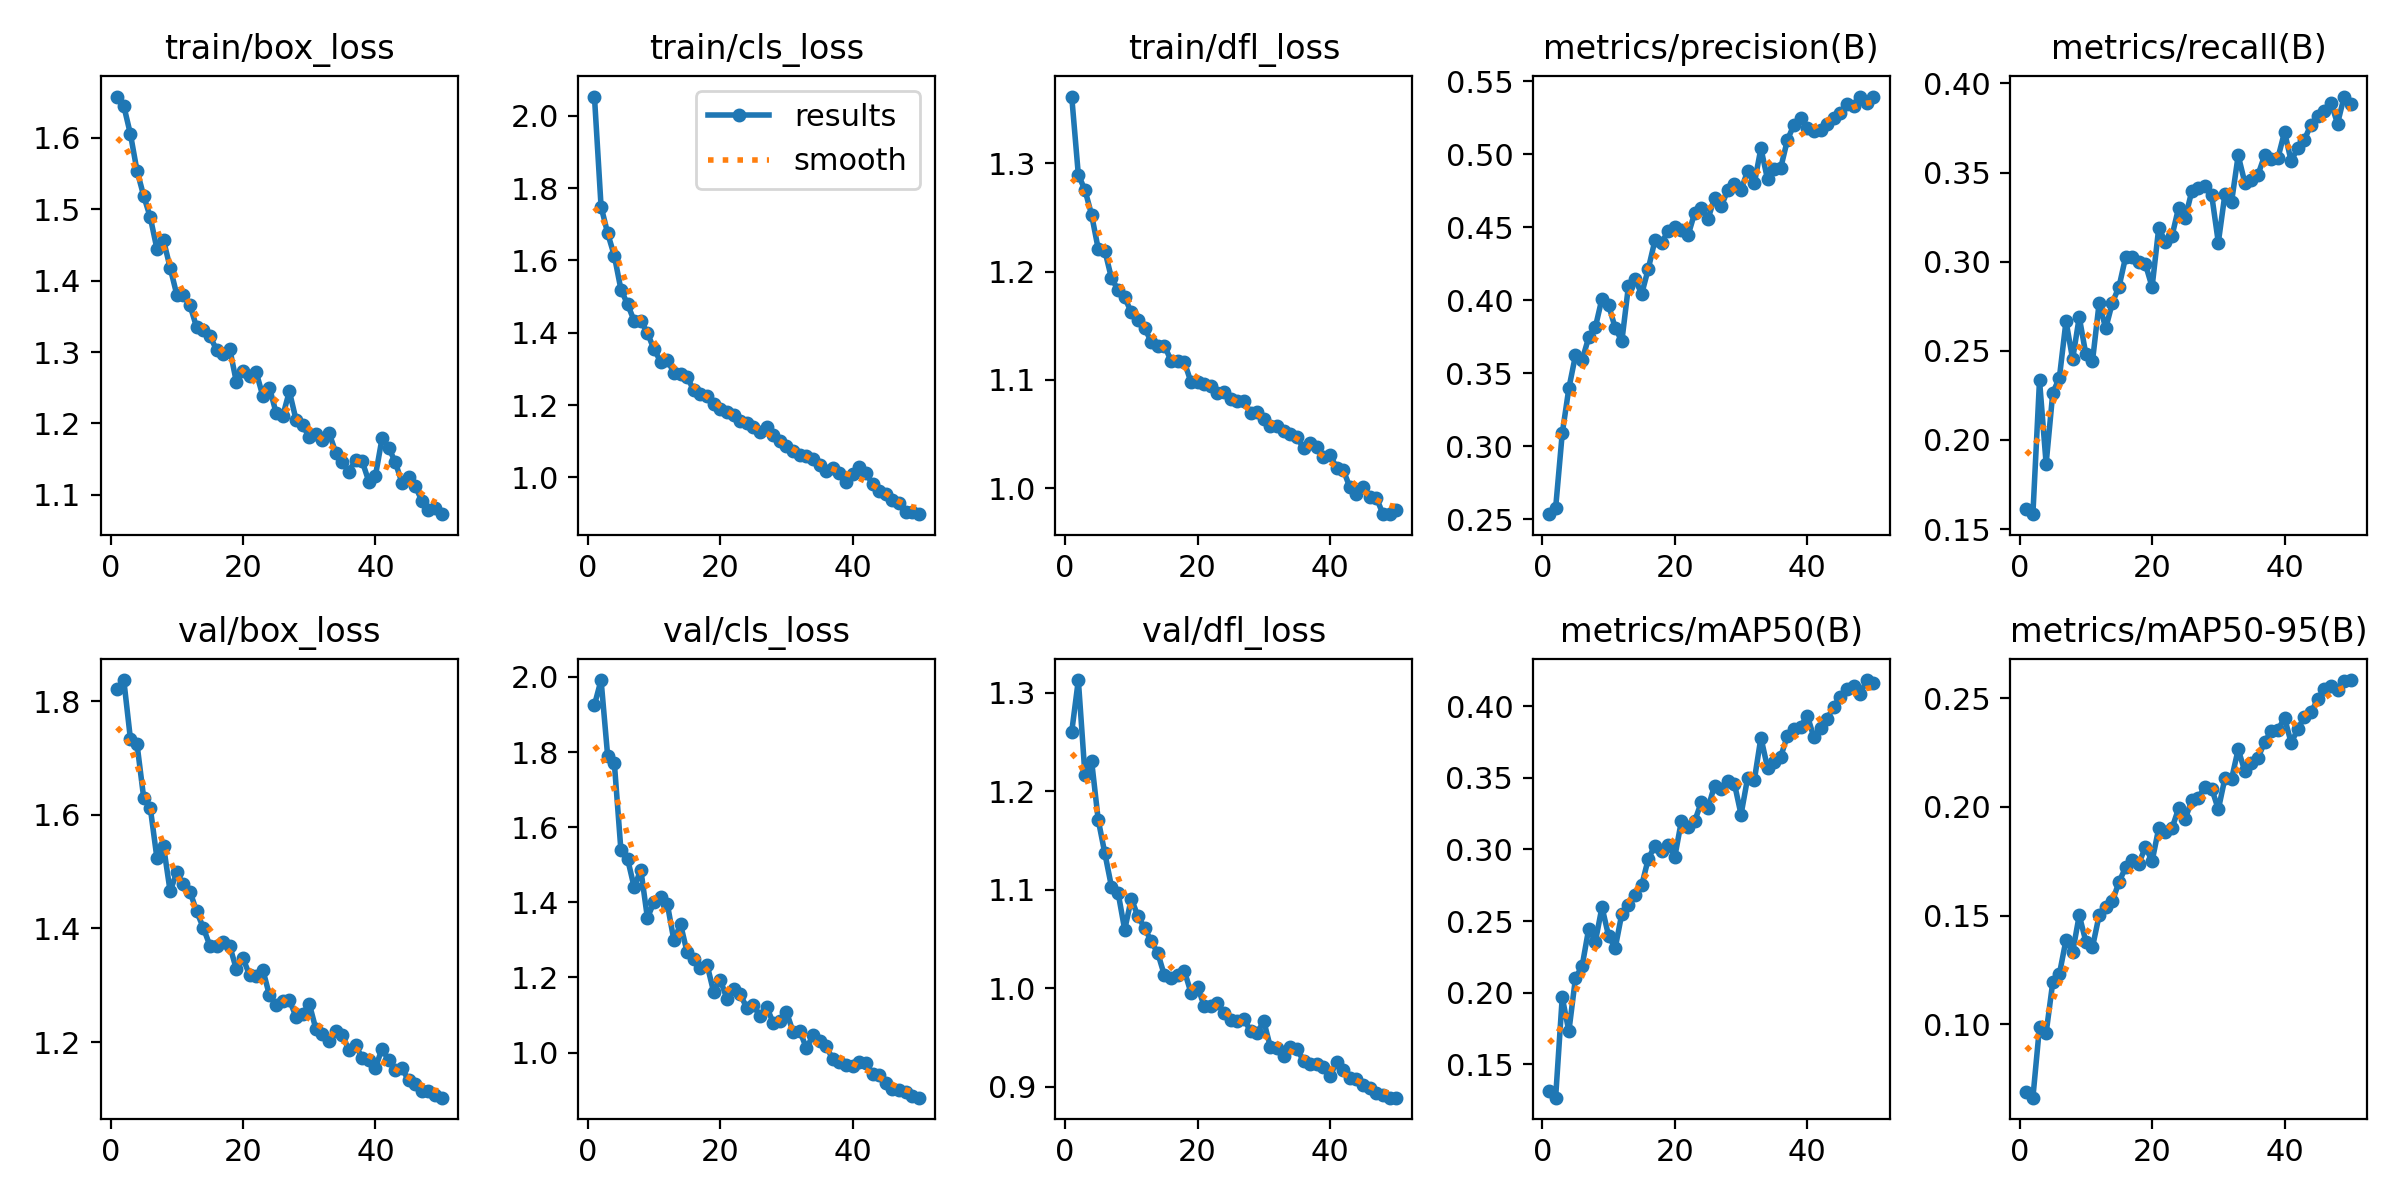 train/box_loss
train/cls_loss
train/dfl_loss
metrics/precision(B)
metrics/recall(B)
1.6
1.5
1.4
1.3
1.2
1.1
0 20 40
2.0
1.8
1.6
1.4
1.2
1.0
0 20 40
results
smooth
1.3
1.2
1.1
1.0
0 20 40
0.55
0.50
0.45
0.40
0.35
0.30
0.25
0 20 40
0.40
0.35
0.30
0.25
0.20
0.15
0 20 40
val/box_loss
val/cls_loss
val/dfl_loss
metrics/mAP50(B)
metrics/mAP50-95(B)
1.8
1.6
1.4
1.2
0 20 40
2.0
1.8
1.6
1.4
1.2
1.0
0 20 40
1.3
1.2
1.1
1.0
0.9
0 20 40
0.40
0.35
0.30
0.25
0.20
0.15
0 20 40
0.25
0.20
0.15
0.10
0 20 40